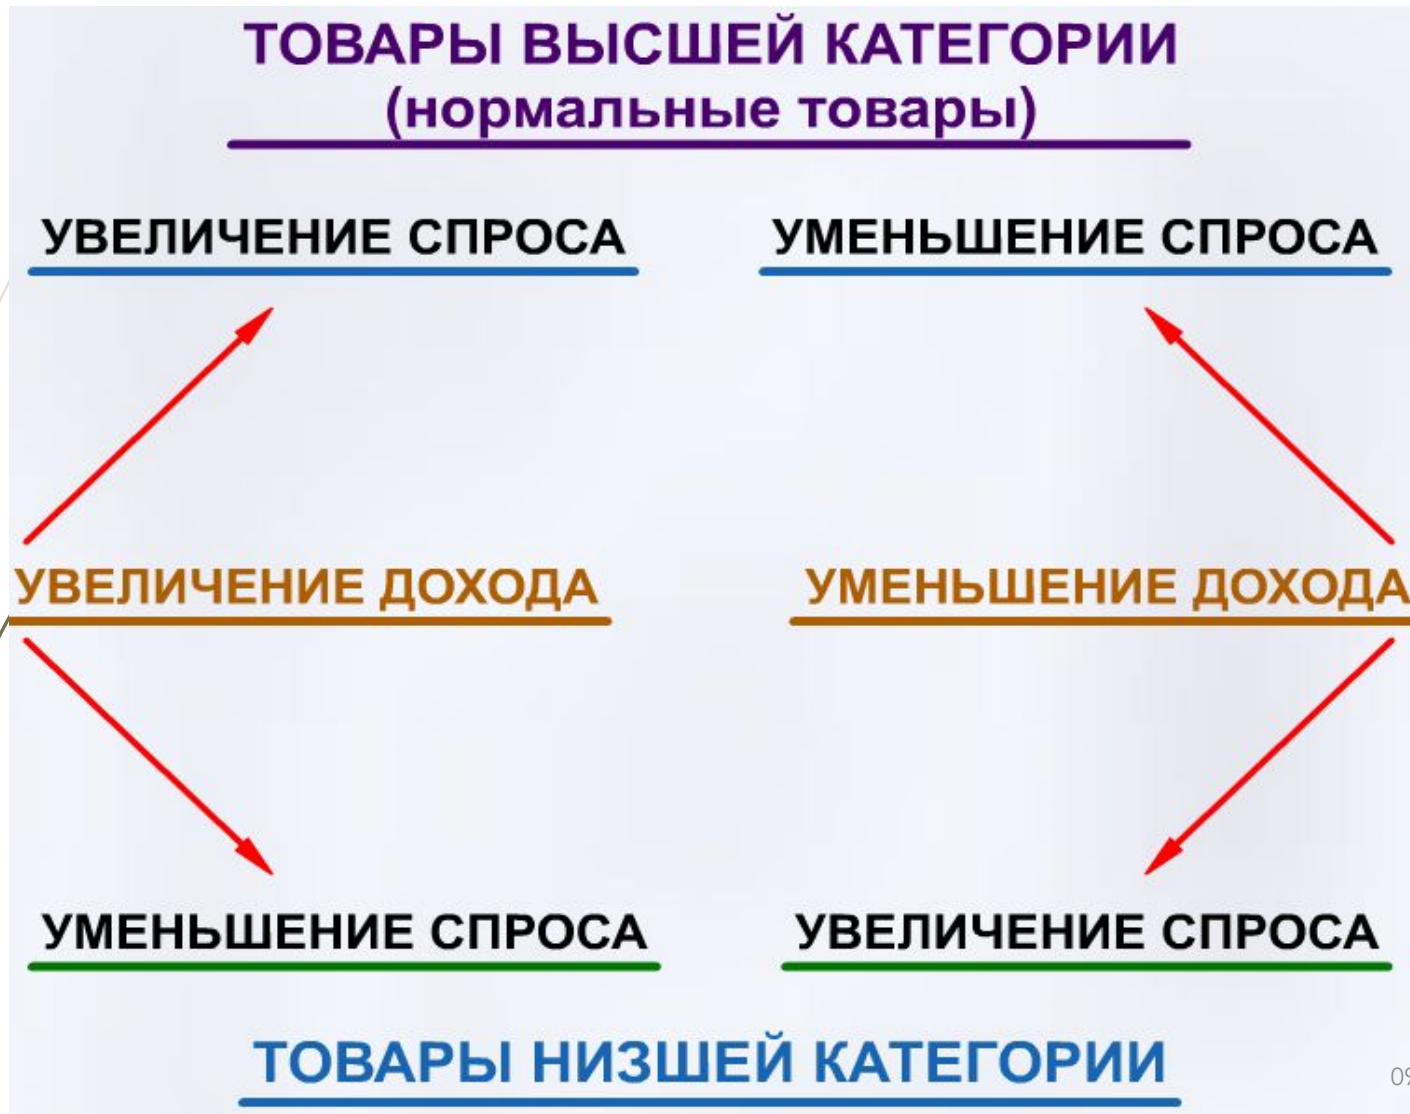 ТОВАРЫ ВЫСШЕЙ КАТЕГОРИИ
(нормальные товары)
УВЕЛИЧЕНИЕ СПРОСА
УМЕНЬШЕНИЕ СПРОСА
УВЕЛИЧЕНИЕ ДОХОДА
УМЕНЬШЕНИЕ ДОХОДА
УМЕНЬШЕНИЕ СПРОСА
УВЕЛИЧЕНИЕ СПРОСА
ТОВАРЫ НИЗШЕЙ КАТЕГОРИИ